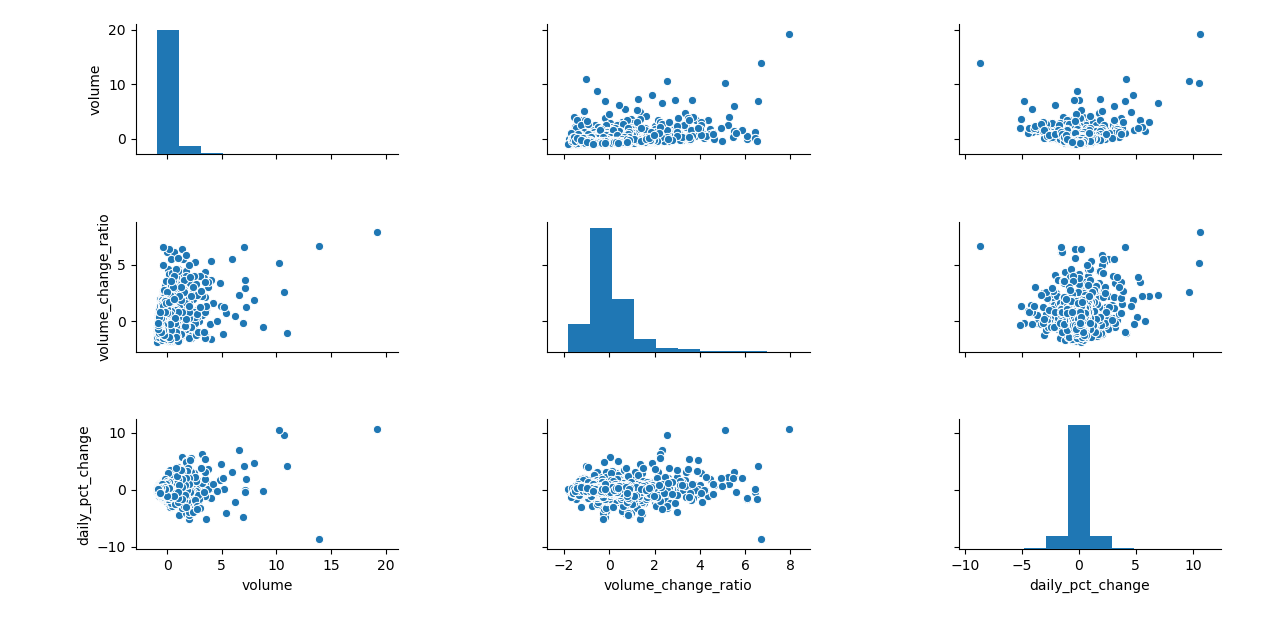 20
10
0
volume
5
0
volume_change_ratio
10
0
−10
daily_pct_change
0 5 10 15 20
−2 0 2 4 6 8
−10 −5 0 5 10
volume volume_change_ratio daily_pct_change